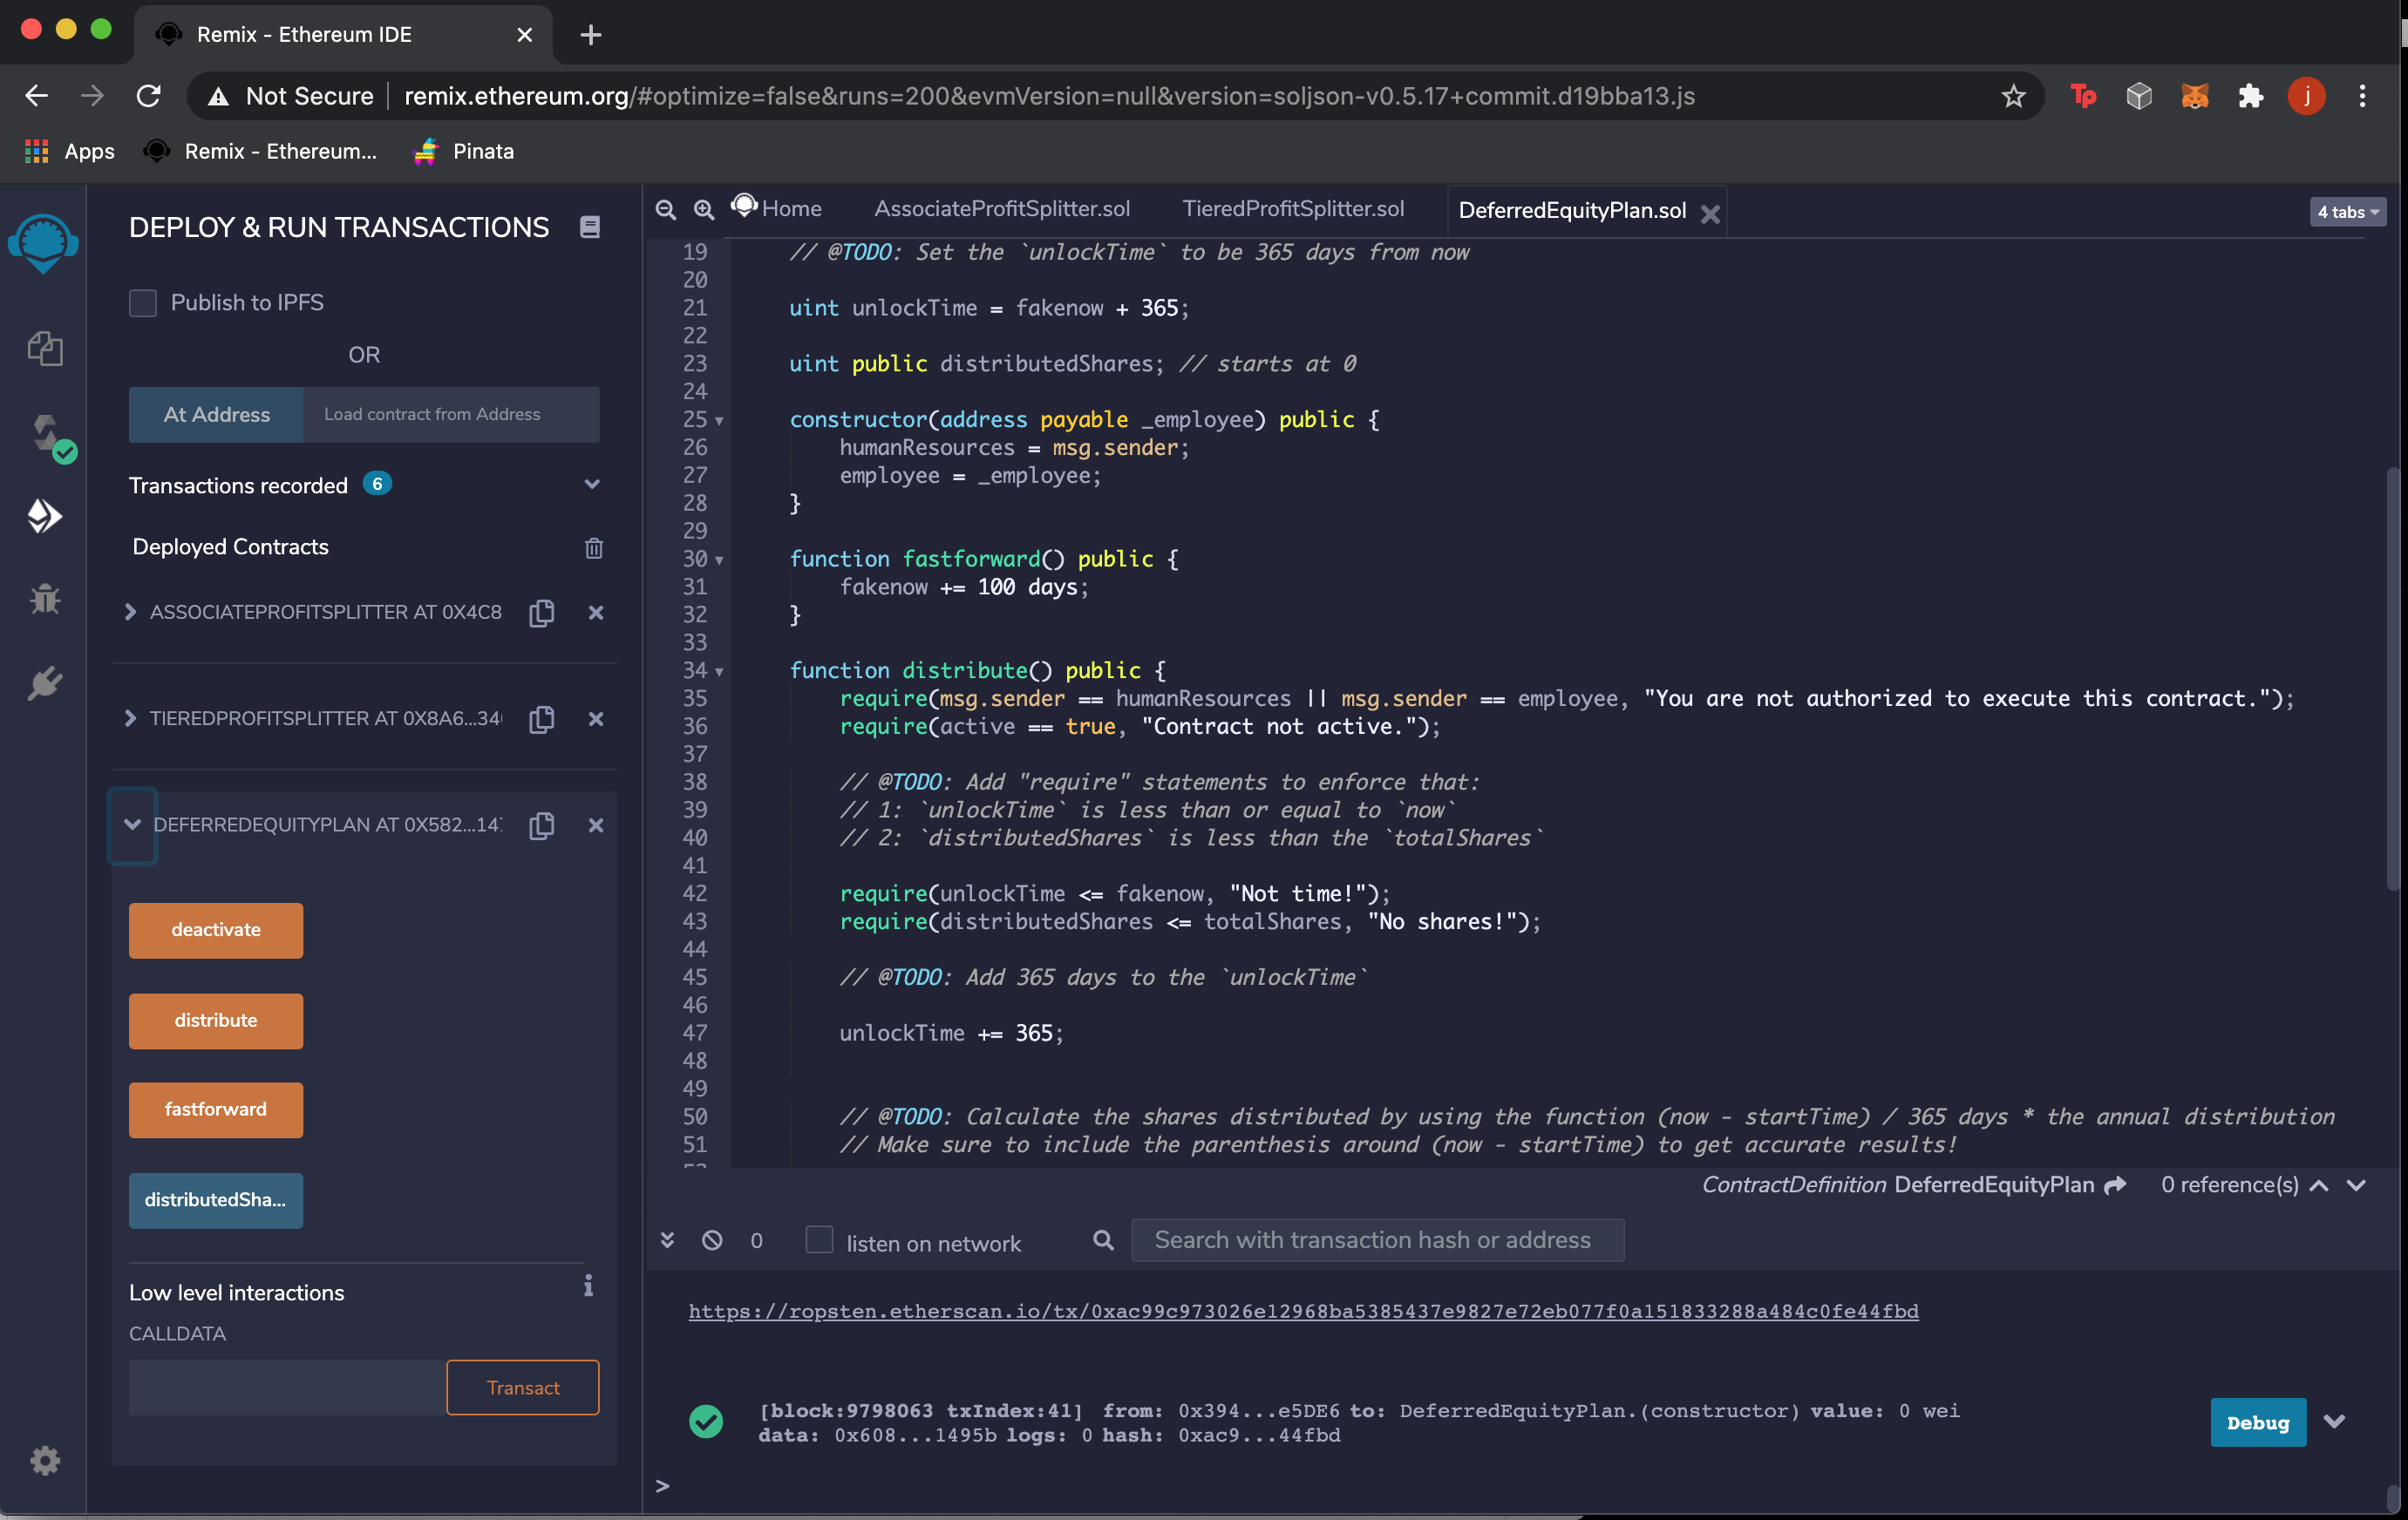 Remix - Ethereum IDE
Not Secure | remix.ethereum.org/#optimize=false&runs=200&evmVersion=null&version=soljson-v0.5.17+commit.d19bba13.js
Tp
j
Apps
Remix - Ethereum...
Pinata
DEPLOY & RUN TRANSACTIONS
Publish to IPFS
OR
At Address
Load contract from Address
Transactions recorded 6
Deployed Contracts
ASSOCIATEPROFITSPLITTER AT 0X4C8
TIEREDPROFITSPLITTER AT 0X8A6...34
DEFERREDEQUITYPLAN AT 0X582...14
deactivate
distribute
fastforward
distributedSha...
Low level interactions
CALLDATA
Transact
Home
AssociateProfitSplitter.sol
TieredProfitSplitter.sol
DeferredEquityPlan.sol
4 tabs
19 // @TODO: Set the `unlockTime` to be 365 days from now
20
21 uint unlockTime = fakenow + 365;
22
23 uint public distributedShares; // starts at 0
24
25 constructor(address payable _employee) public {
26 humanResources = msg.sender;
27 employee = _employee;
28 }
29
30 function fastforward() public {
31 fakenow += 100 days;
32 }
33
34 function distribute() public {
35 require(msg.sender == humanResources || msg.sender == employee, "You are not authorized to execute this contract.");
36 require(active == true, "Contract not active.");
37
38 // @TODO: Add "require" statements to enforce that:
39 // 1: `unlockTime` is less than or equal to `now`
40 // 2: `distributedShares` is less than the `totalShares`
41
42 require(unlockTime <= fakenow, "Not time!");
43 require(distributedShares <= totalShares, "No shares!");
44
45 // @TODO: Add 365 days to the `unlockTime`
46
47 unlockTime += 365;
48
49
50 // @TODO: Calculate the shares distributed by using the function (now - startTime) / 365 days * the annual distribution
51 // Make sure to include the parenthesis around (now - startTime) to get accurate results!
ContractDefinition DeferredEquityPlan 0 reference(s)
0
listen on network
Search with transaction hash or address
https://ropsten.etherscan.io/tx/0xac99c973026e12968ba5385437e9827e72eb077f0a151833288a484c0fe44fbd
[block:9798063 txIndex:41] from: 0x394...e5DE6 to: DeferredEquityPlan.(constructor) value: 0 wei
data: 0x608...1495b logs: 0 hash: 0xac9...44fbd
Debug
>